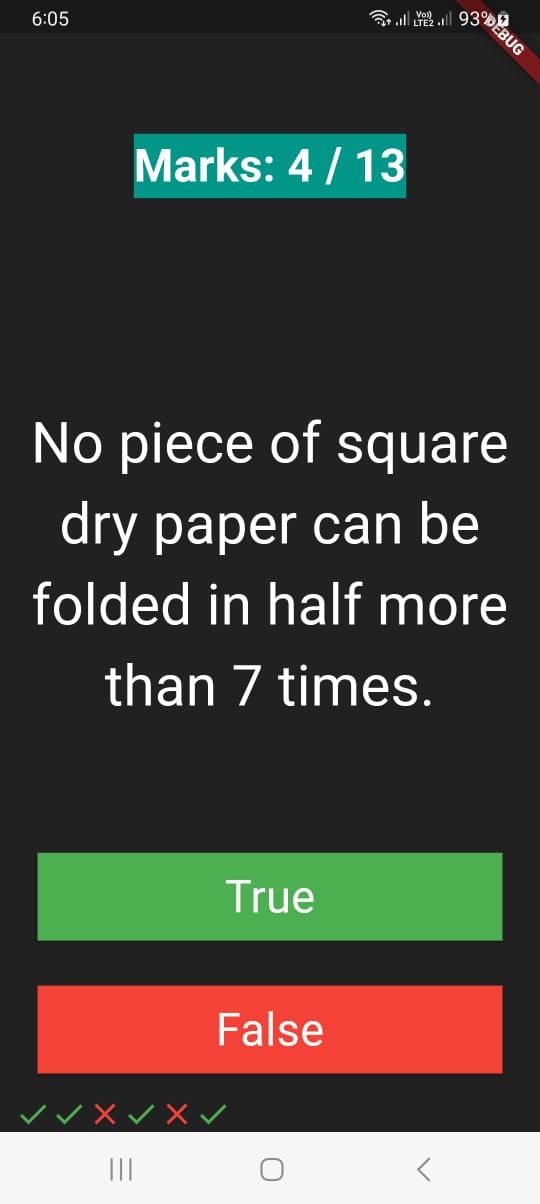 6:05
Vo))
LTE2
93%
DEBUG
Marks: 4 / 13
No piece of square
dry paper can be
folded in half more
than 7 times.
True
False